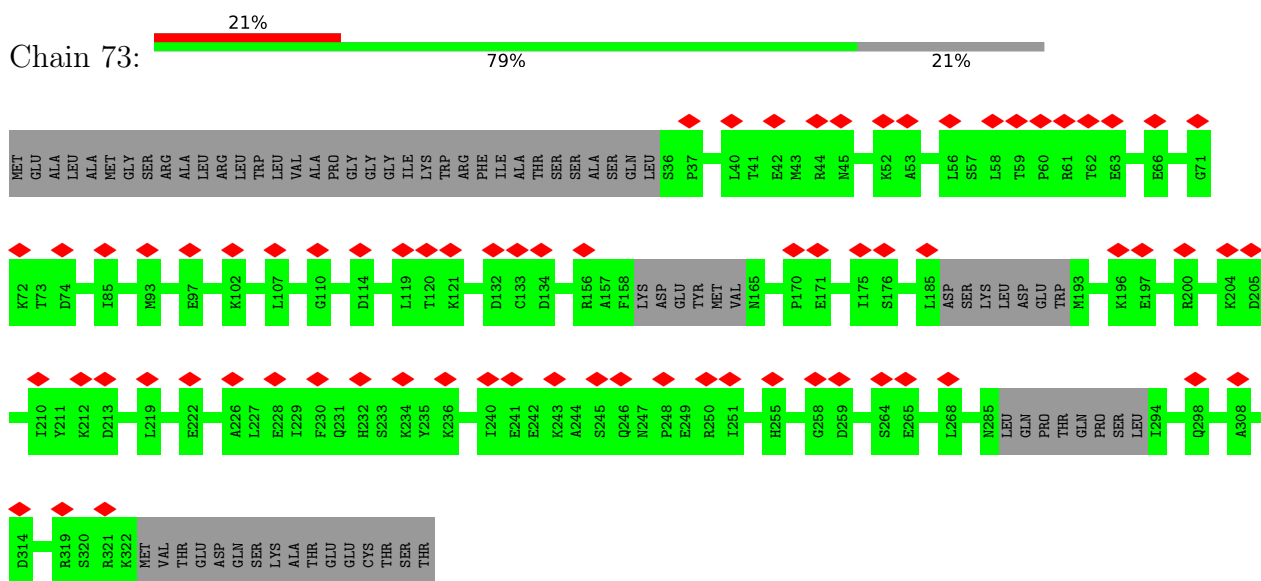 21%
Chain 73:
79% 21%
MET GLU ALA LEU ALA MET GLY SER ARG ALA ALA LEU ARG LEU TRP LEU VAL ALA PRO GLY GLY GLY ILE LYS TRP ARG PHE ILE ALA THR SER SER ALA SER GLN LEU S36 P37 L40 T41 E42 M43 R44 N45 K52 A53 L56 S57 L58 T59 P60 R61 T62 E63 E66 G71
K72 T73 D74 I85 M93 E97 K102 L107 G110 D114 L119 T120 K121 D132 C133 D134 R156 A157 F158 LYS ASP GLU TYR MET VAL N165 P170 E171 I175 S176 L185 ASP SER LYS LEU ASP GLU TRP M193 K196 E197 R200 K204 D205
I210 Y211 K212 D213 L219 E222 A226 L227 E228 I229 F230 Q231 H232 S233 K234 Y235 K236 I240 E241 E242 K243 A244 S245 Q246 N247 P248 E249 R250 I251 H255 G258 D259 S264 E265 L268 N285 LEU GLN PRO THR GLN PRO SER LEU I294 Q298 A308
D314 R319 S320 R321 K322 MET VAL THR GLU ASP GLN SER LYS ALA THR GLU GLU CYS THR SER THR